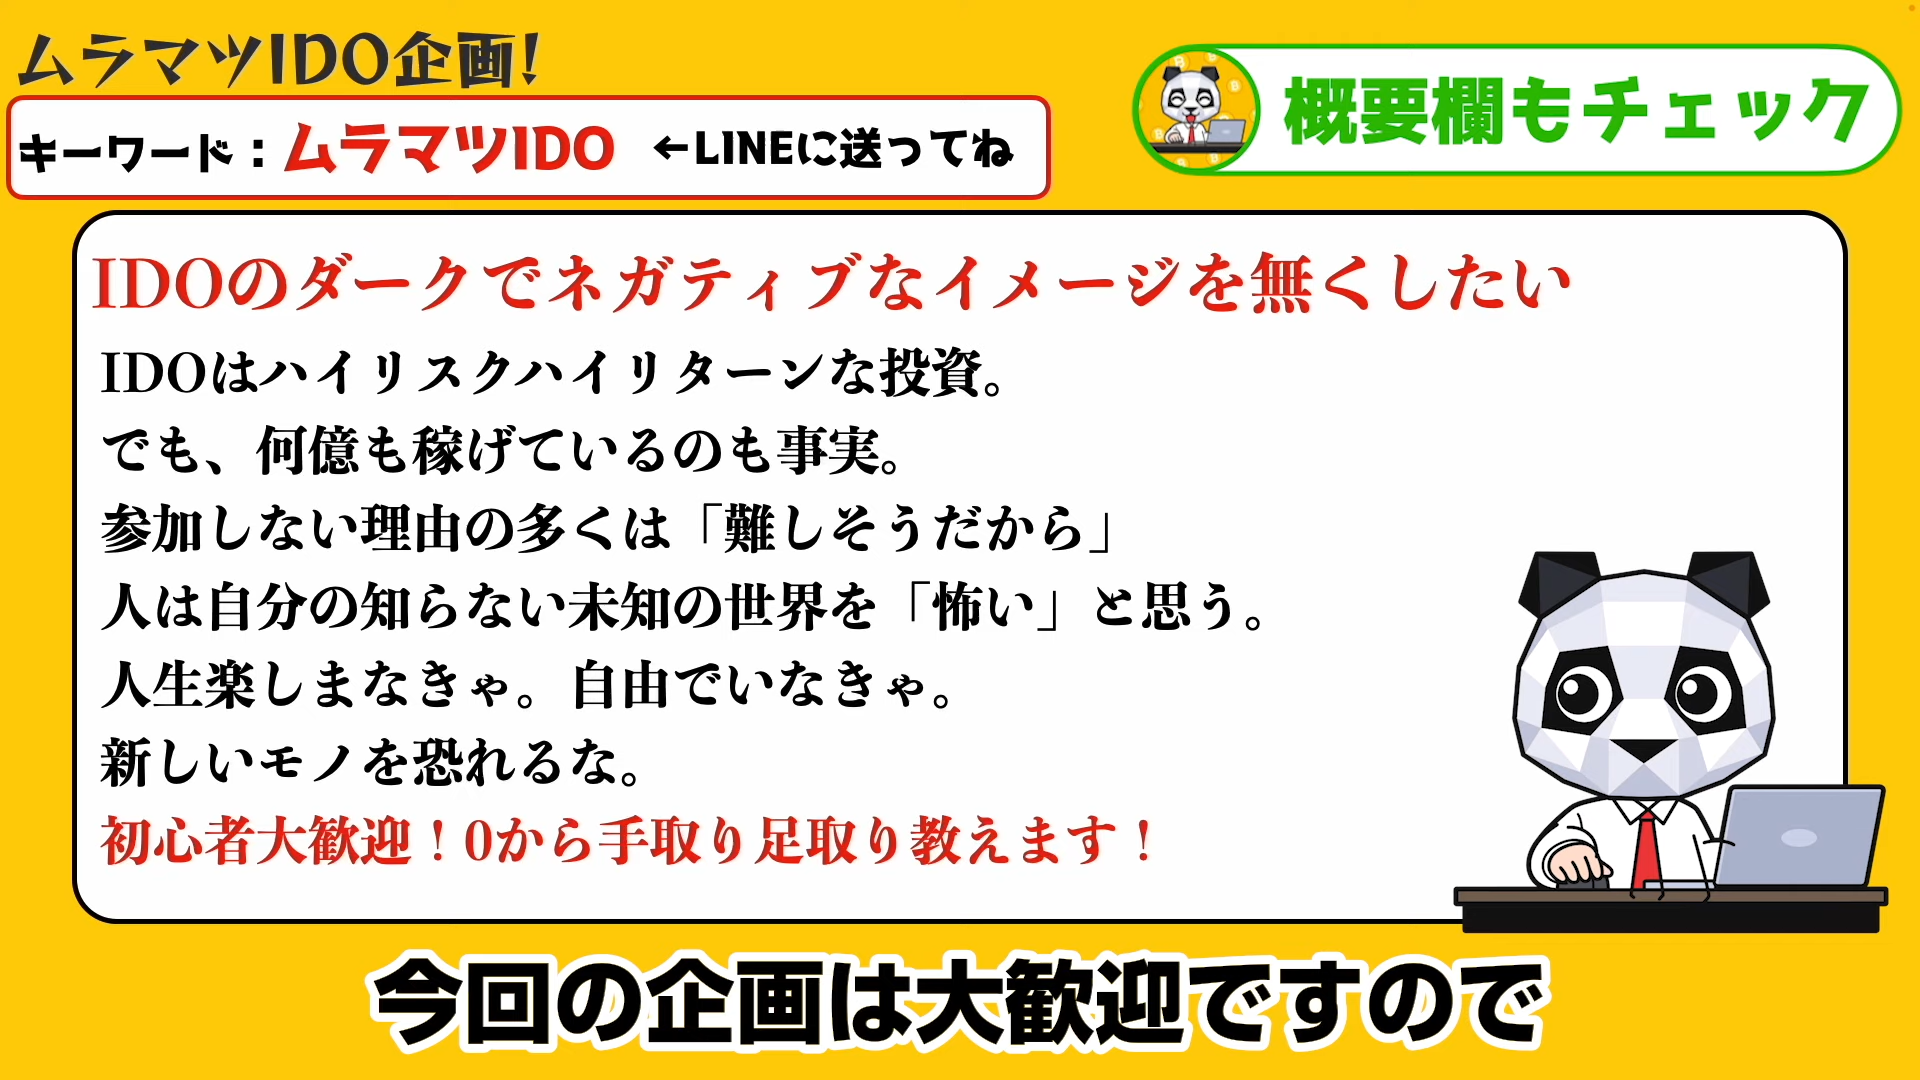 ムラマツIDO企画!
キーワード：ムラマツIDO ←LINEに送ってね
概要欄もチェック
IDOのダークでネガティブなイメージを無くしたい
IDOはハイリスクハイリターンな投資。
でも、何億も稼げているのも事実。
参加しない理由の多くは「難しそうだから」
人は自分の知らない未知の世界を「怖い」と思う。
人生楽しまなきゃ。自由でいなきゃ。
新しいモノを恐れるな。
初心者大歓迎！0から手取り足取り教えます！
今回の企画は大歓迎ですので